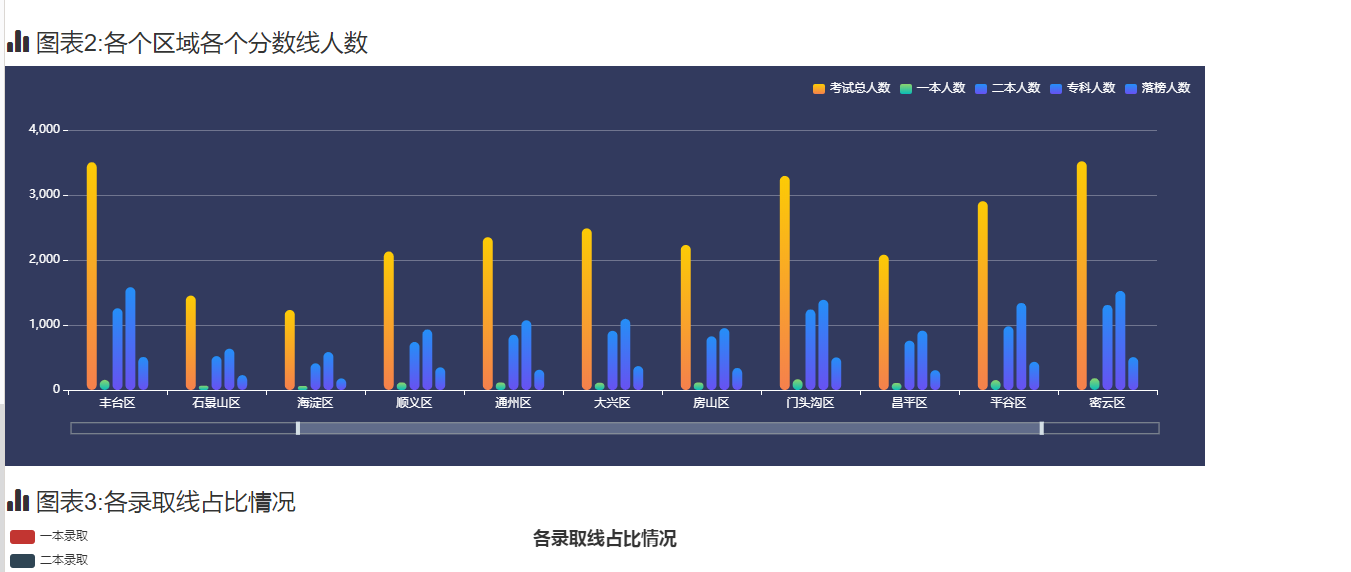 图表2:各个区域各个分数线人数
考试总人数 一本人数 二本人数 专科人数 落榜人数
4,000
3,000
2,000
1,000
0
丰台区 石景山区 海淀区 顺义区 通州区 大兴区 房山区 门头沟区 昌平区 平谷区 密云区
图表3:各录取线占比情况
各录取线占比情况
一本录取
二本录取